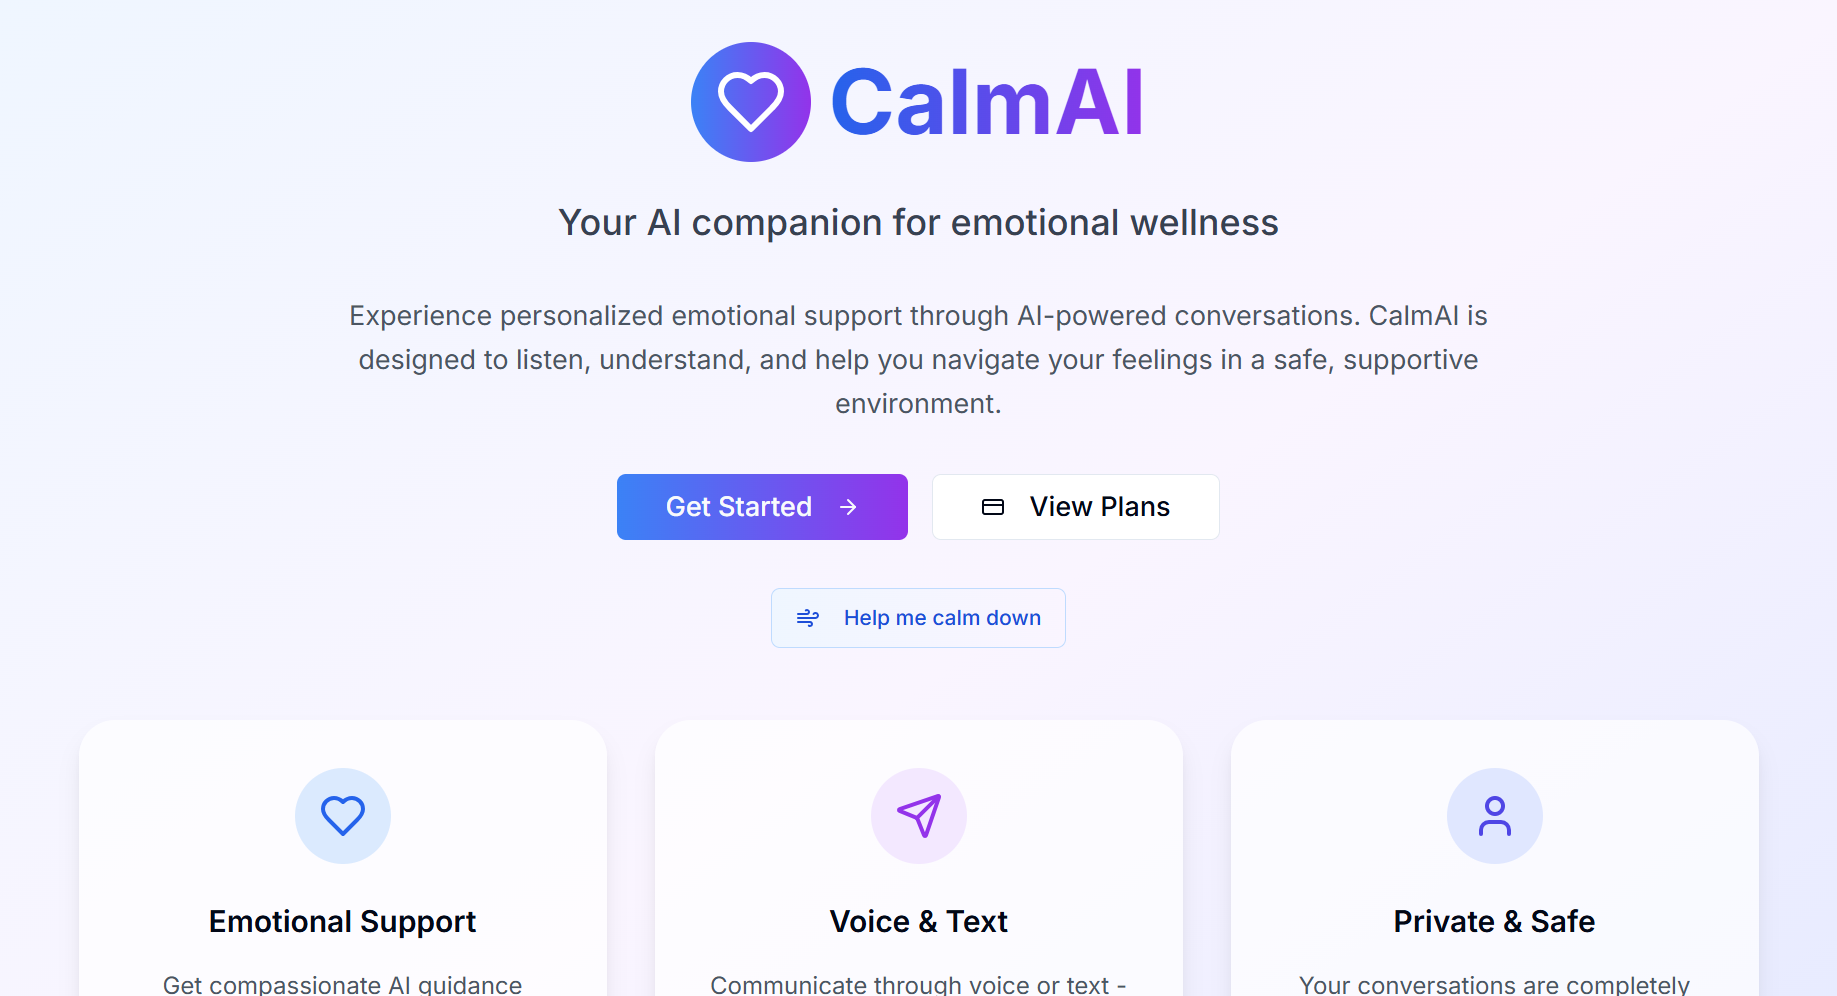 CalmAI
Your AI companion for emotional wellness
Experience personalized emotional support through AI-powered conversations. CalmAI is
designed to listen, understand, and help you navigate your feelings in a safe, supportive
environment.
Get Started
View Plans
Help me calm down
Emotional Support
Voice & Text
Private & Safe
Get compassionate AI guidance
Communicate through voice or text -
Your conversations are completely